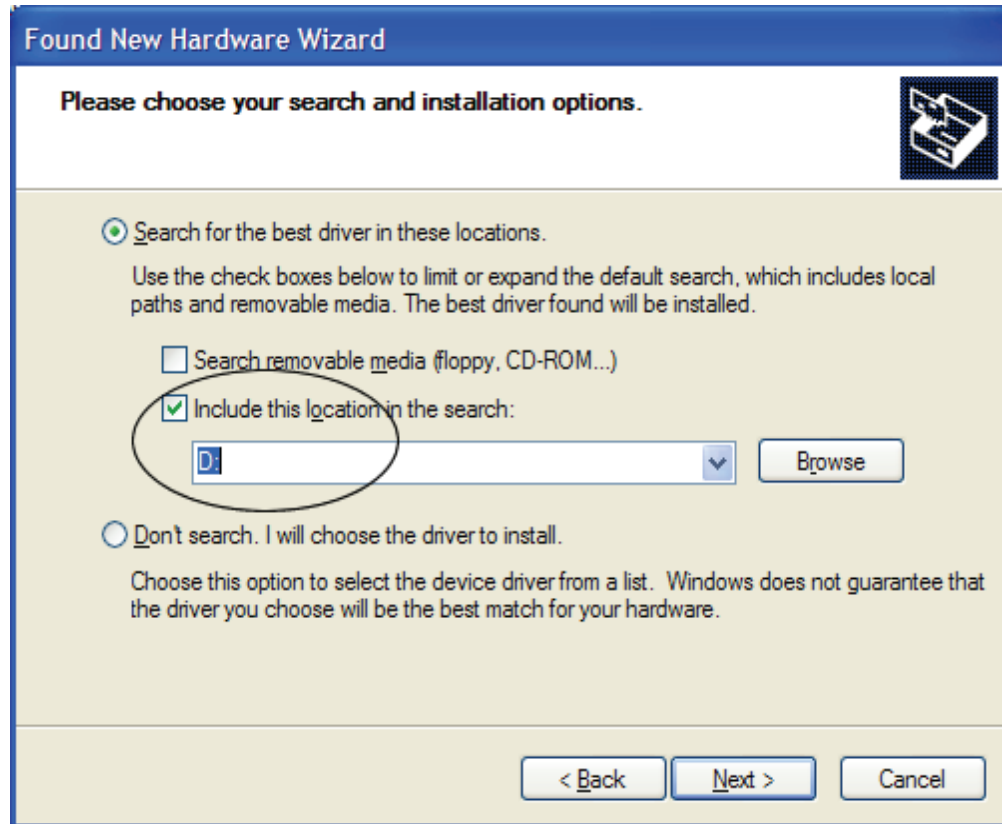 Found New Hardware Wizard
Please choose your search and installation options.
Search for the best driver in these locations.
Use the check boxes below to limit or expand the default search, which includes local
paths and removable media. The best driver found will be installed.
Search removable media (floppy, CD-ROM...)
Include this location in the search:
D:
Browse
Don't search. I will choose the driver to install.
Choose this option to select the device driver from a list.  Windows does not guarantee that
the driver you choose will be the best match for your hardware.
< Back Next > Cancel